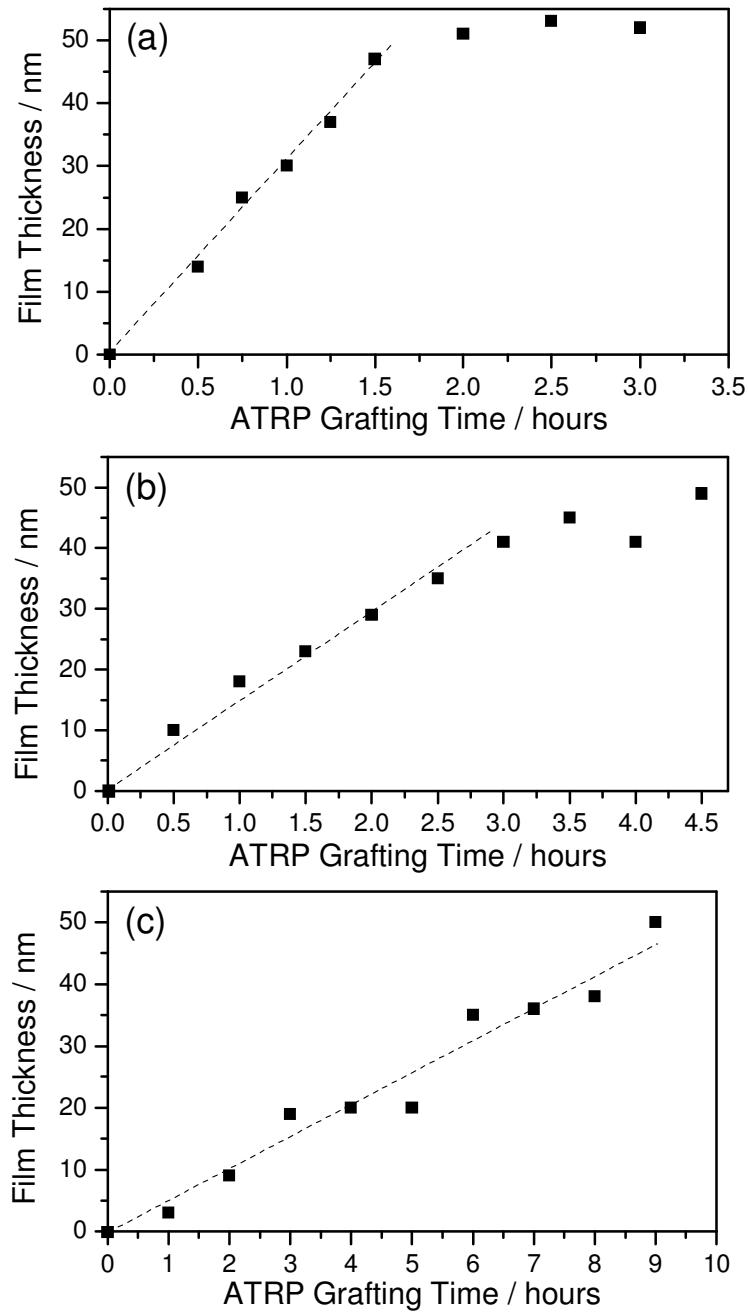 (a)
50
40
30
20
10
0
Film Thickness / nm
0.0 0.5 1.0 1.5 2.0 2.5 3.0 3.5
ATRP Grafting Time / hours
(b)
50
40
30
20
10
0
Film Thickness / nm
0.0 0.5 1.0 1.5 2.0 2.5 3.0 3.5 4.0 4.5
ATRP Grafting Time / hours
(c)
50
40
30
20
10
0
Film Thickness / nm
0 1 2 3 4 5 6 7 8 9 10
ATRP Grafting Time / hours